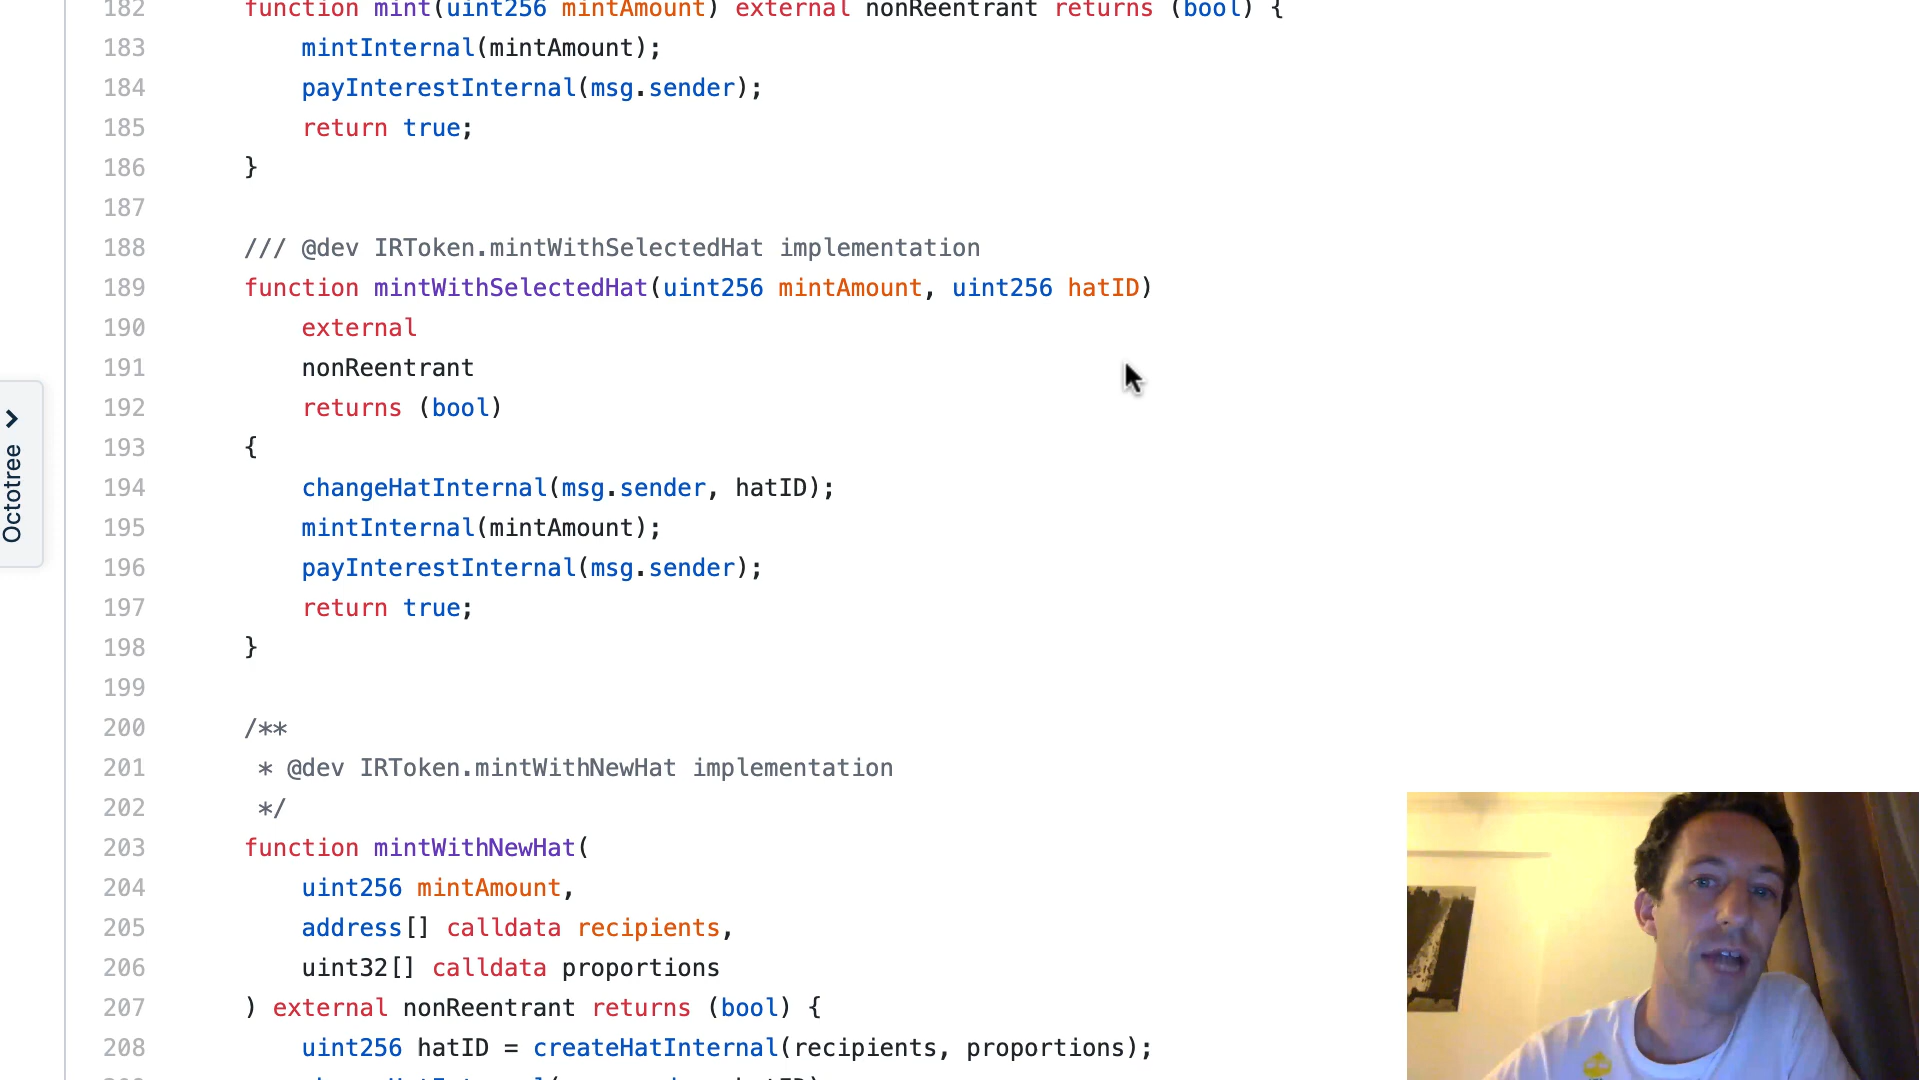 182 function mint(uint256 mintAmount) external nonReentrant returns (bool) {
183 mintInternal(mintAmount);
184 payInterestInternal(msg.sender);
185 return true;
186 }
187
188 /// @dev IRToken.mintWithSelectedHat implementation
189 function mintWithSelectedHat(uint256 mintAmount, uint256 hatID)
190 external
191 nonReentrant
192 returns (bool)
193 {
194 changeHatInternal(msg.sender, hatID);
195 mintInternal(mintAmount);
196 payInterestInternal(msg.sender);
197 return true;
198 }
199
200 /**
201 * @dev IRToken.mintWithNewHat implementation
202 */
203 function mintWithNewHat(
204 uint256 mintAmount,
205 address[] calldata recipients,
206 uint32[] calldata proportions
207 ) external nonReentrant returns (bool) {
208 uint256 hatID = createHatInternal(recipients, proportions);
Octotree